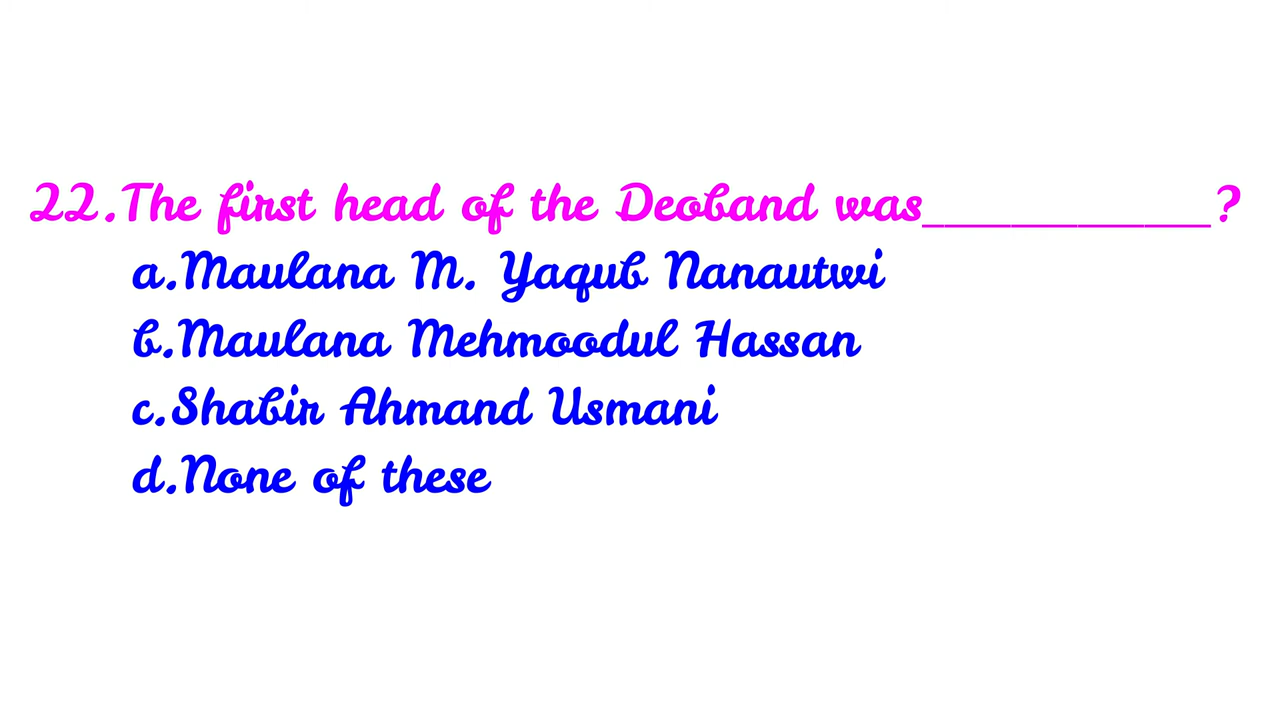 22.The first head of the Deoband was_____________?
a.Maulana M. Yaqub Nanautwi
b.Maulana Mehmoodul Hassan
c.Shabir Ahmand Usmani
d.None of these